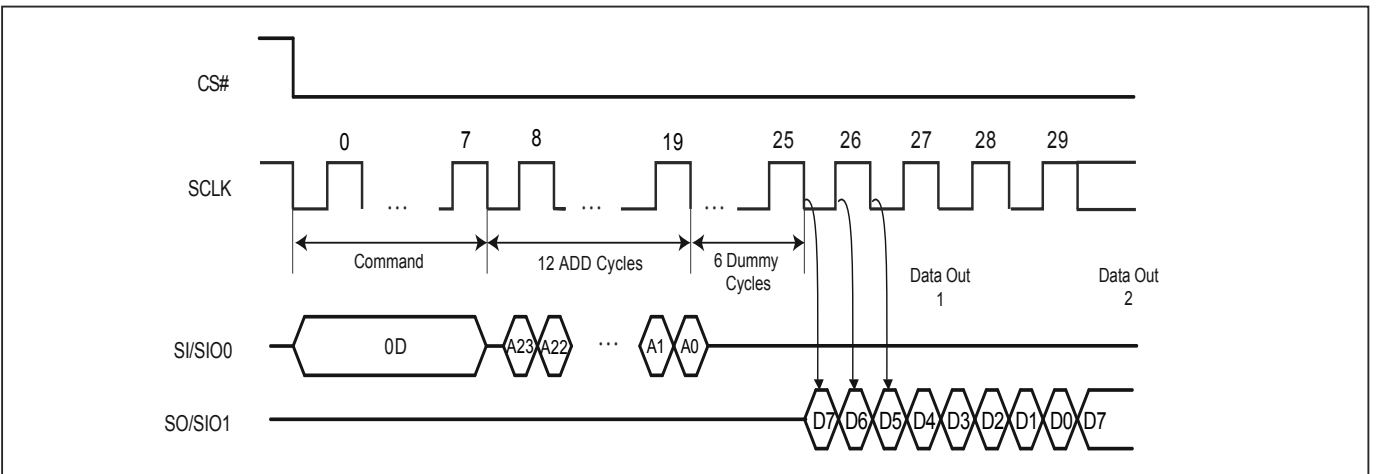 CS#
0 7 8 19 25 26 27 28 29
SCLK
... ... ...
Command 12 ADD Cycles 6 Dummy
Cycles
Data Out Data Out
1 2
SI/SIO0 0D A23 A22 ... A1 A0
SO/SIO1 D7 D6 D5 D4 D3 D2 D1 D0 D7